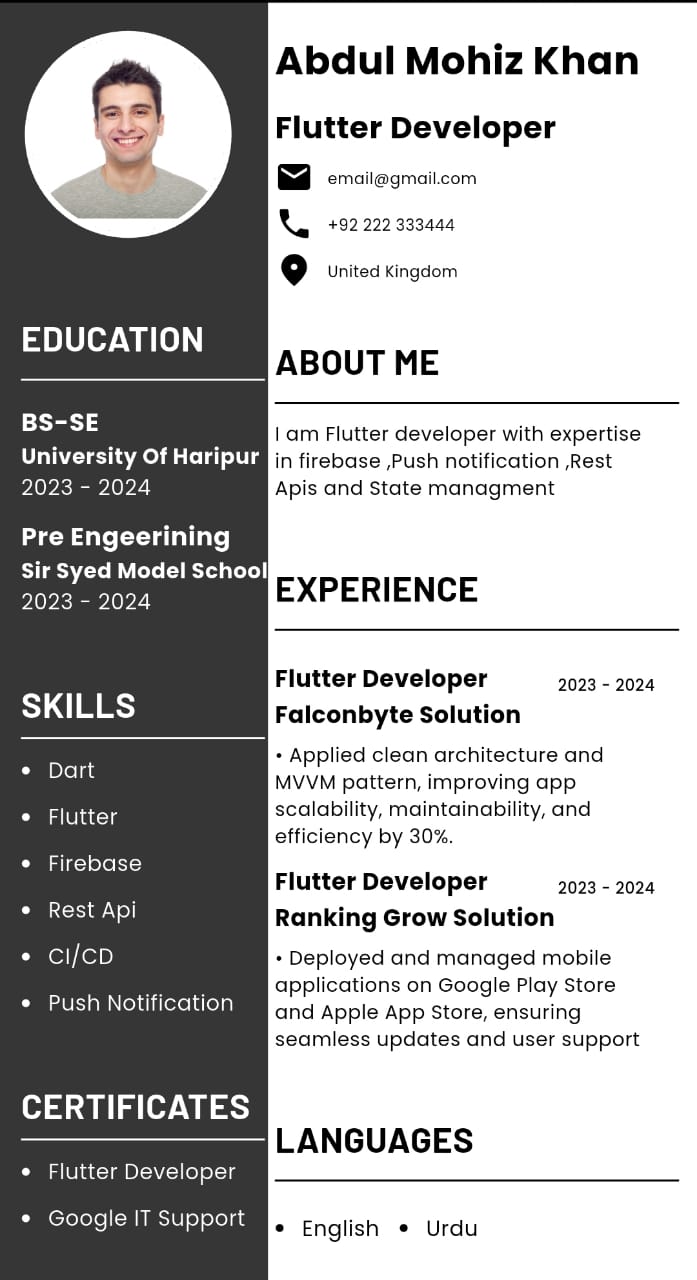 Abdul Mohiz Khan
Flutter Developer
email@gmail.com
+92 222 333444
United Kingdom
EDUCATION
BS-SE
University Of Haripur
2023 - 2024
Pre Engeerining
Sir Syed Model School
2023 - 2024
SKILLS
• Dart
• Flutter
• Firebase
• Rest Api
• CI/CD
• Push Notification
CERTIFICATES
• Flutter Developer
• Google IT Support
ABOUT ME
I am Flutter developer with expertise
in firebase ,Push notification ,Rest
Apis and State managment
EXPERIENCE
Flutter Developer 2023 - 2024
Falconbyte Solution
• Applied clean architecture and
MVVM pattern, improving app
scalability, maintainability, and
efficiency by 30%.
Flutter Developer 2023 - 2024
Ranking Grow Solution
• Deployed and managed mobile
applications on Google Play Store
and Apple App Store, ensuring
seamless updates and user support
LANGUAGES
• English • Urdu